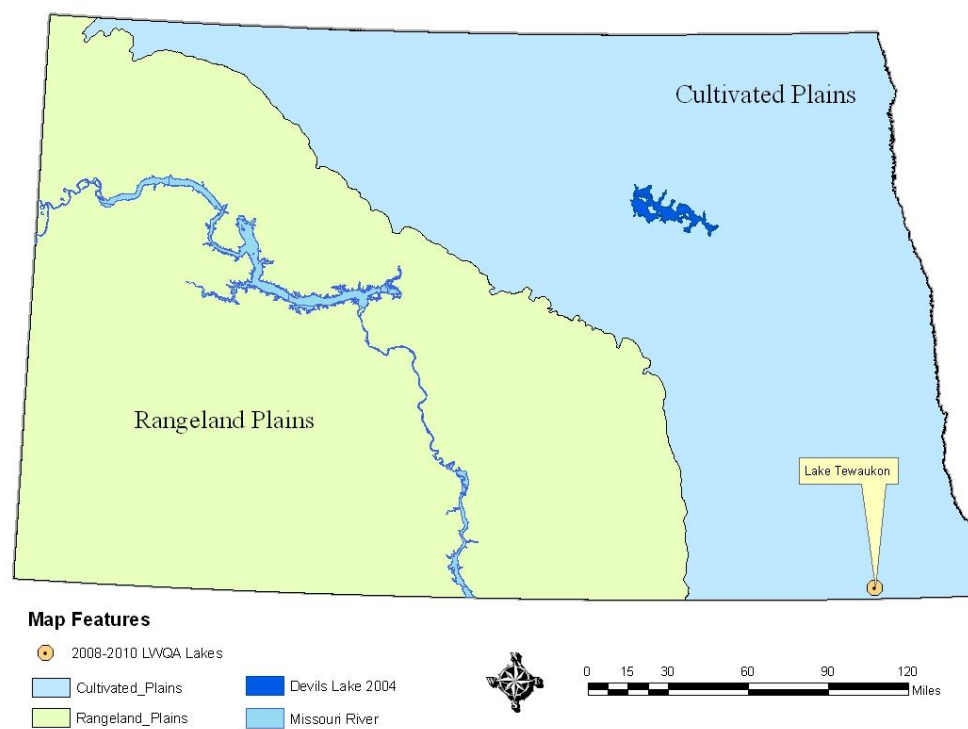 Cultivated Plains
Rangeland Plains
Lake Tewaukon
Map Features
2008-2010 LWQA Lakes
Cultivated_Plains
Rangeland_Plains
Devils Lake 2004
Missouri River
N
0 15 30 60 90 120
Miles